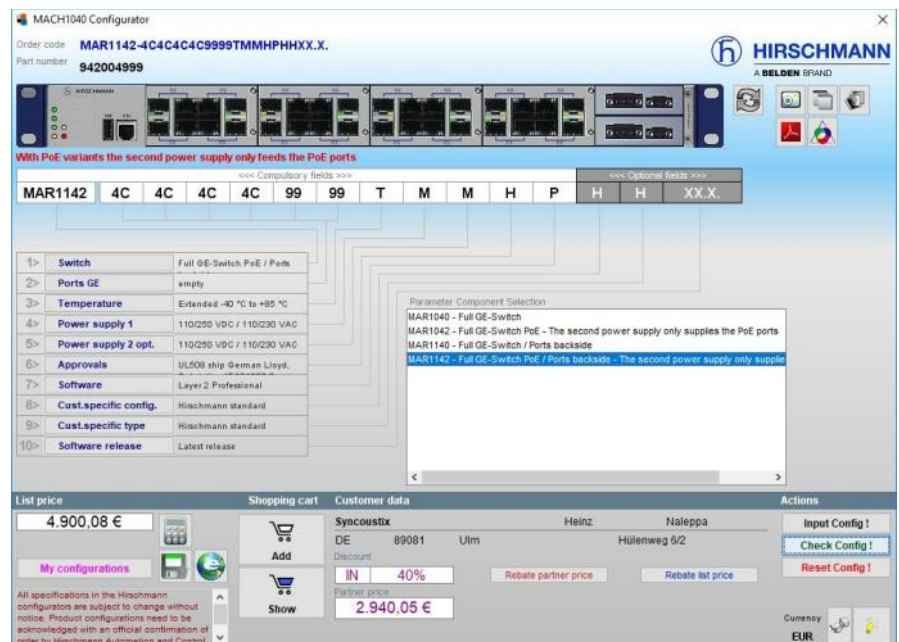 MACH1040 Configurator
Order code MAR1142-4C4C4C4C9999TMMHPHHXX.X.
Part number 942004999
HIRSCHMANN
A BELDEN BRAND
With PoE variants the second power supply only feeds the PoE ports
<<< Compulsory fields >>> <<< Optional fields >>>
MAR1142 4C 4C 4C 4C 99 99 T M M H P H H XX.X.
1> Switch Full GE-Switch PoE / Ports
2> Ports GE empty
3> Temperature Extended -40 °C to +85 °C
4> Power supply 1 110/250 VDC / 110/230 VAC
5> Power supply 2 opt. 110/250 VDC / 110/230 VAC
6> Approvals UL508 ship German Lloyd,
7> Software Layer 2 Professional
8> Cust.specific config. Hirschmann standard
9> Cust.specific type Hirschmann standard
10> Software release Latest release
Parameter Component Selection
MAR1040 - Full GE-Switch
MAR1042 - Full GE-Switch PoE - The second power supply only supplies the PoE ports
MAR1140 - Full GE-Switch / Ports backside
MAR1142 - Full GE-Switch PoE / Ports backside - The second power supply only supplie
List price Shopping cart Customer data Actions
4.900,08 €
My configurations
All specifications in the Hirschmann
configurators are subject to change without
notice. Product configurations need to be
acknowledged with an official confirmation of
order by Hirschmann Automation and Control
Add
Show
Syncoustix Heinz Naleppa
DE 89081 Ulm Hülenweg 6/2
Discount
IN 40% Rebate partner price Rebate list price
Partner price
2.940,05 €
Input Config !
Check Config !
Reset Config !
Currency
EUR